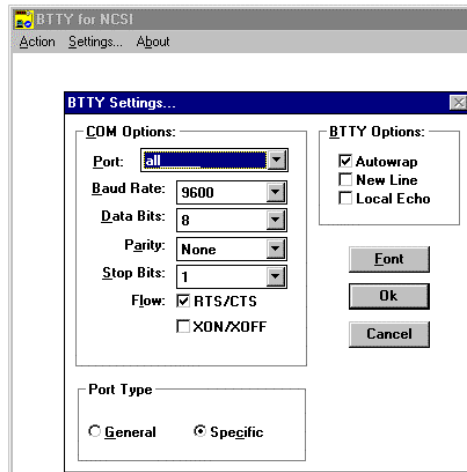 BTTY for NCSI
Action Settings... About
BTTY Settings...
COM Options:
Port: all
Baud Rate: 9600
Data Bits: 8
Parity: None
Stop Bits: 1
Flow: RTS/CTS
XON/XOFF
BTTY Options:
Autowrap
New Line
Local Echo
Font
Ok
Cancel
Port Type
General Specific